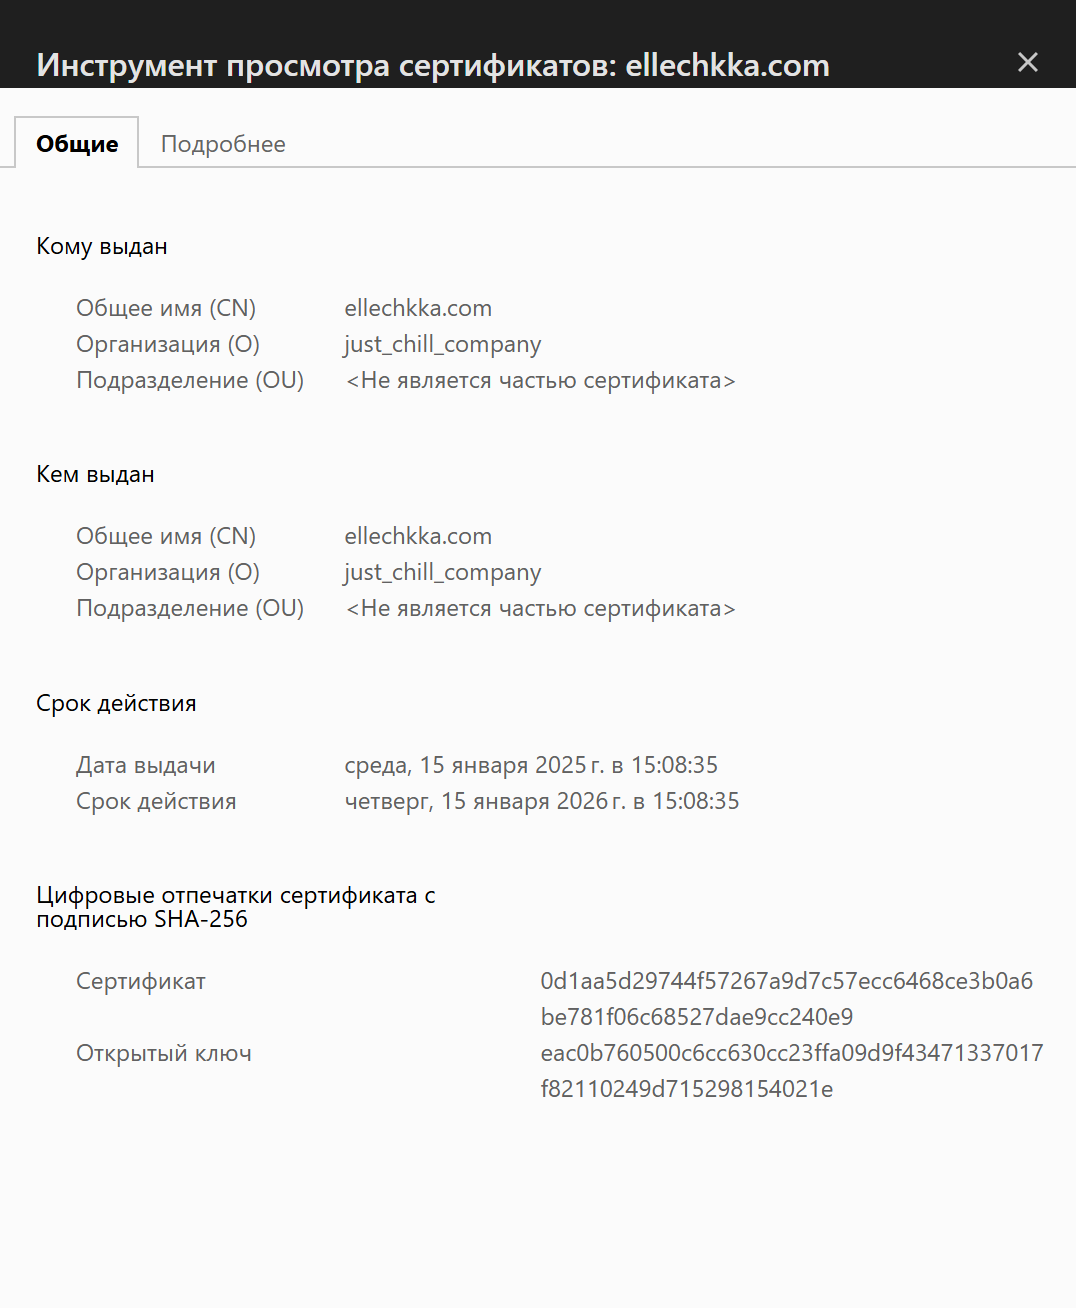 Инструмент просмотра сертификатов: ellechkka.com
Общие Подробнее
Кому выдан
Общее имя (CN) ellechkka.com
Организация (O) just_chill_company
Подразделение (OU) <Не является частью сертификата>
Кем выдан
Общее имя (CN) ellechkka.com
Организация (O) just_chill_company
Подразделение (OU) <Не является частью сертификата>
Срок действия
Дата выдачи среда, 15 января 2025 г. в 15:08:35
Срок действия четверг, 15 января 2026 г. в 15:08:35
Цифровые отпечатки сертификата с
подписью SHA-256
Сертификат 0d1aa5d29744f57267a9d7c57ecc6468ce3b0a6
be781f06c68527dae9cc240e9
Открытый ключ eac0b760500c6cc630cc23ffa09d9f43471337017
f82110249d715298154021e